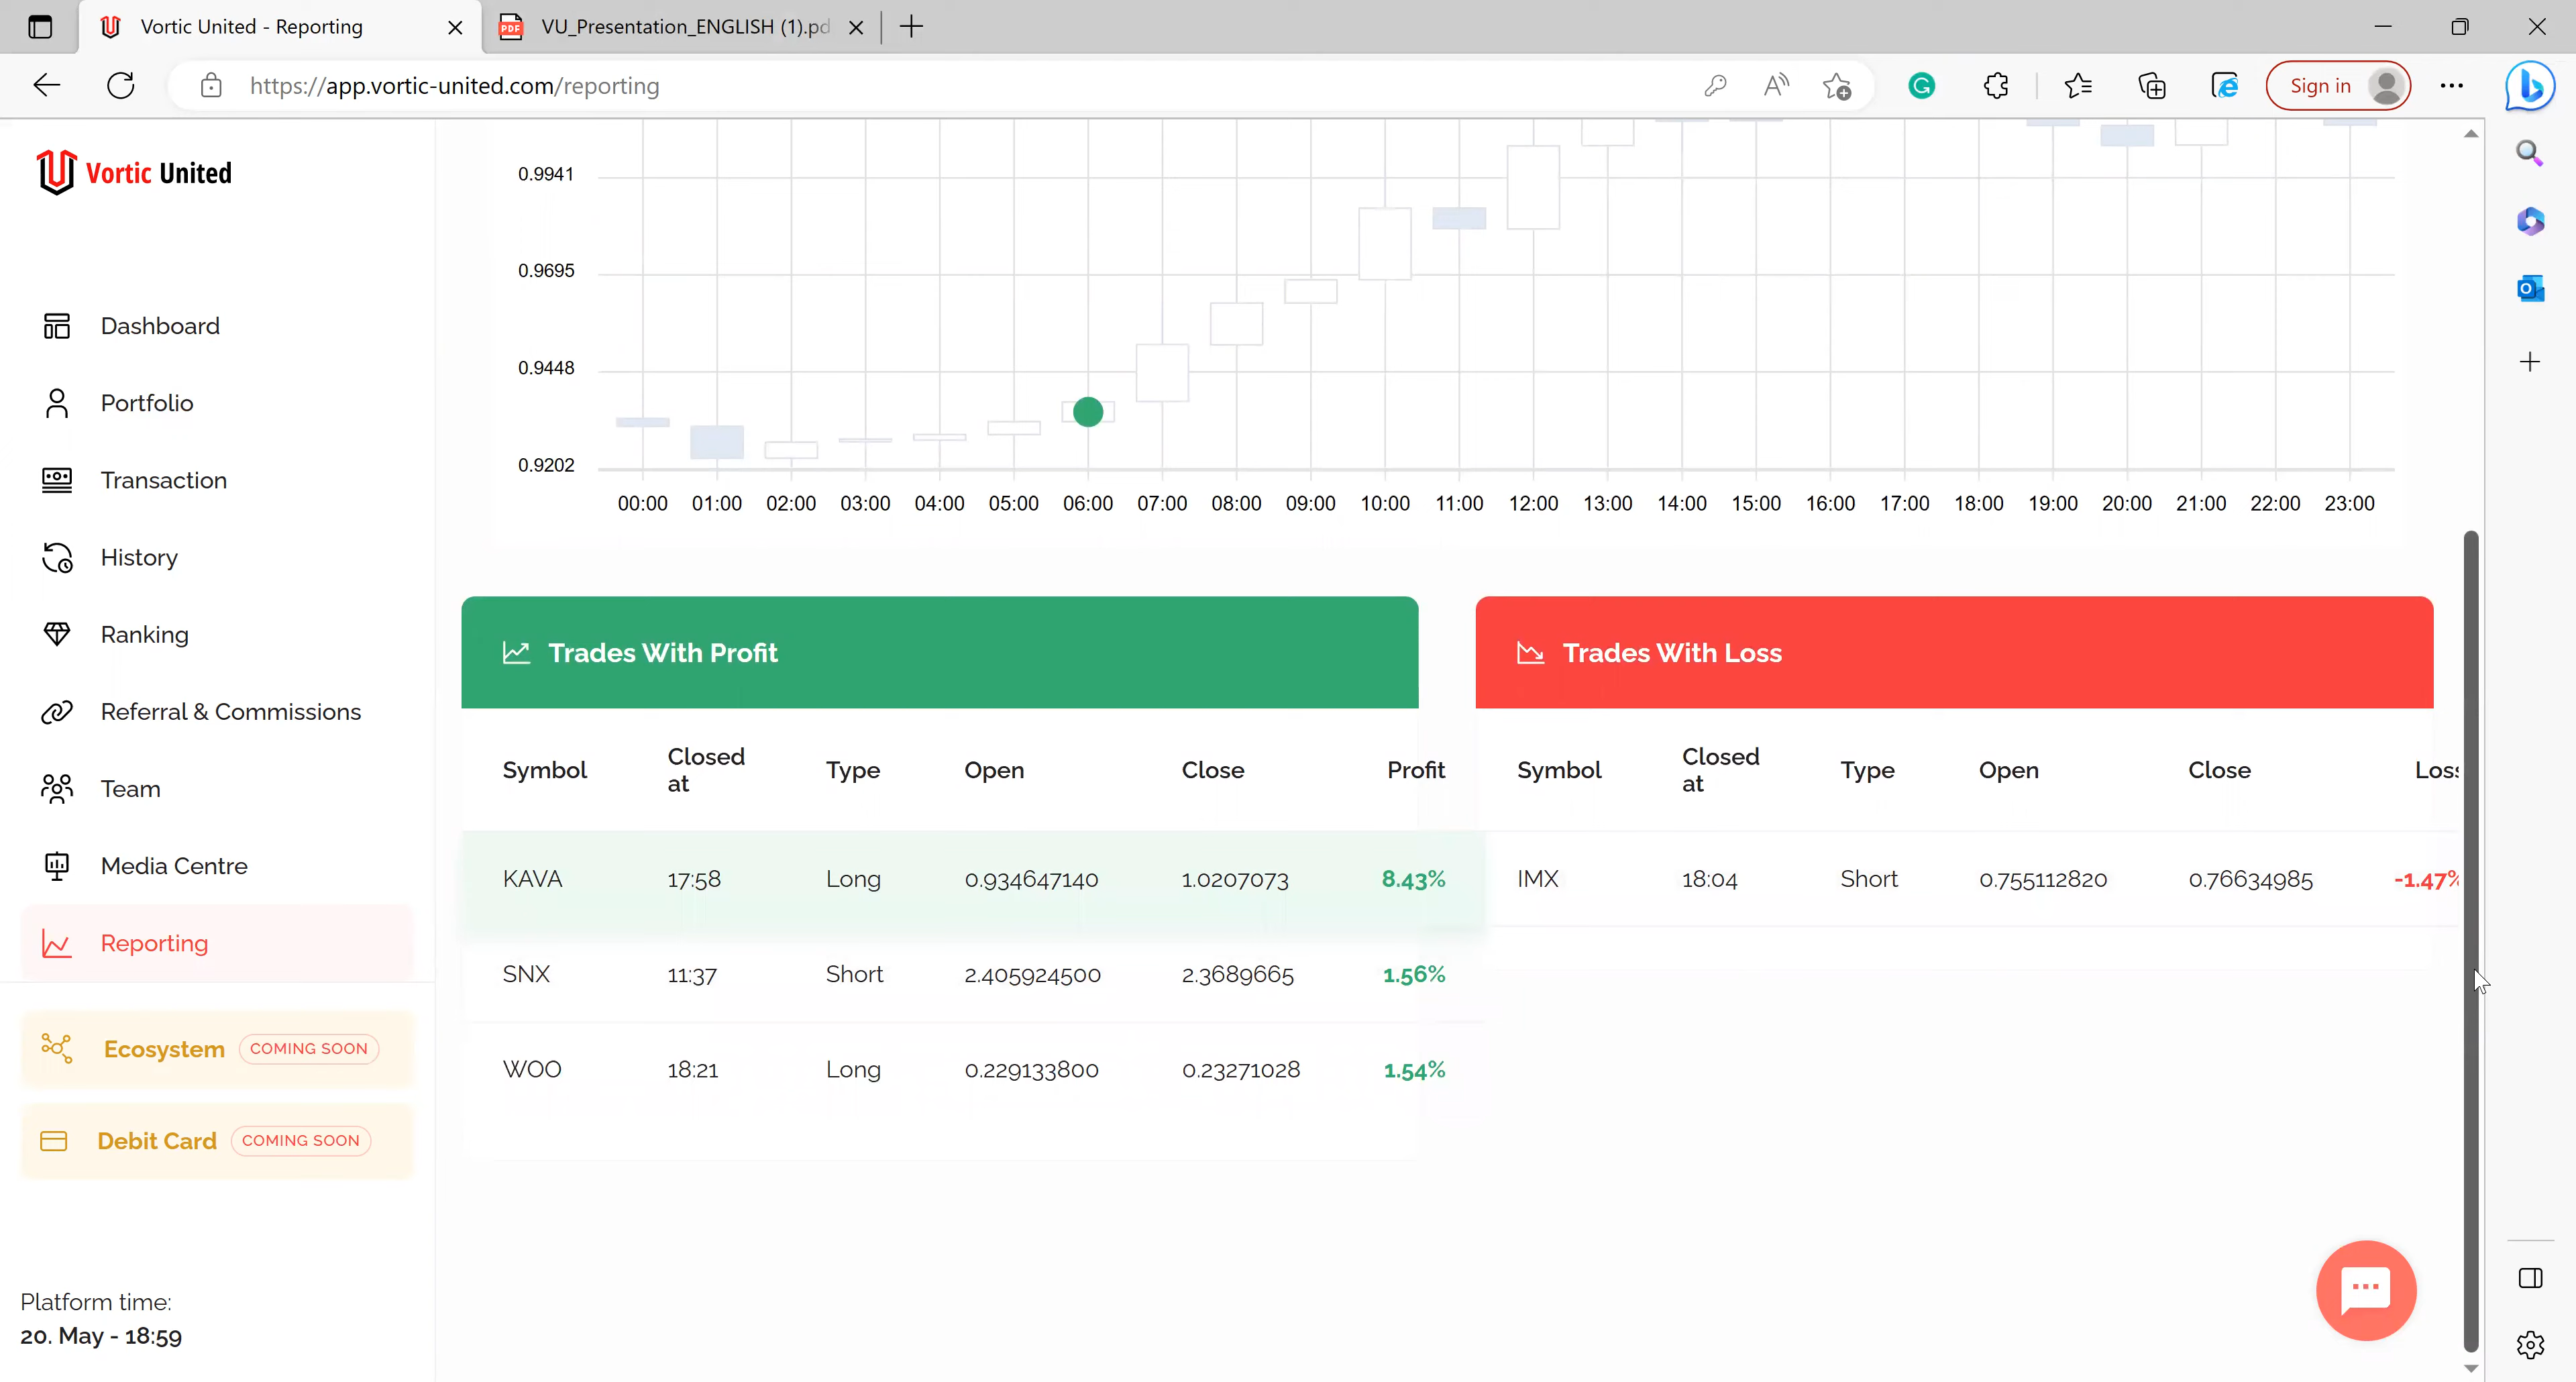 Vortic United - Reporting
VU_Presentation_ENGLISH (1).pd
https://app.vortic-united.com/reporting
Sign in
Vortic United
Dashboard
Portfolio
Transaction
History
Ranking
Referral & Commissions
Team
Media Centre
Reporting
Ecosystem COMING SOON
Debit Card COMING SOON
Platform time:
20. May - 18:59
0.9941
0.9695
0.9448
0.9202
00:00 01:00 02:00 03:00 04:00 05:00 06:00 07:00 08:00 09:00 10:00 11:00 12:00 13:00 14:00 15:00 16:00 17:00 18:00 19:00 20:00 21:00 22:00 23:00
Trades With Profit
Symbol Closed at Type Open Close Profit
KAVA 17:58 Long 0.934647140 1.0207073 8.43%
SNX 11:37 Short 2.405924500 2.3689665 1.56%
WOO 18:21 Long 0.229133800 0.23271028 1.54%
Trades With Loss
Symbol Closed at Type Open Close Loss
IMX 18:04 Short 0.755112820 0.76634985 -1.47%